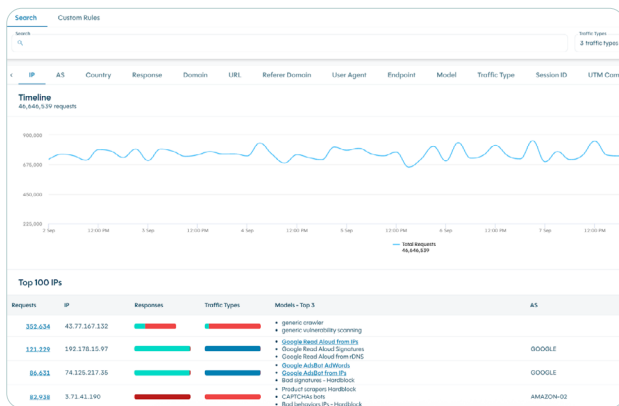 Search Custom Rules
Search
Traffic Types
3 traffic types
IP AS Country Response Domain URL Referer Domain User Agent Endpoint Model Traffic Type Session ID UTM Cam
Timeline
46,646,539 requests
900,000
675,000
450,000
225,000
2 Sep 12:00 PM 3 Sep 12:00 PM 4 Sep 12:00 PM 5 Sep 12:00 PM 6 Sep 12:00 PM 7 Sep 12:00 PM
Total Requests
46,646,539
Top 100 IPs
Requests IP Responses Traffic Types Models - Top 3 AS
352,634 43.77.167.132
generic crawler
generic vulnerability scanning
121,229 192.178.15.97 GOOGLE
Google Read Aloud from IPs
Google Read Aloud Signatures
Google Read Aloud from rDNS
86,631 74.125.217.35 GOOGLE
Google AdsBot AdWords
Google AdsBot from IPs
Bad signatures - Hardblock
82,938 3.71.41.190 AMAZON-02
Product scrapers Hardblock
CAPTCHAs bots
Bad behaviors IPs - Hardblock